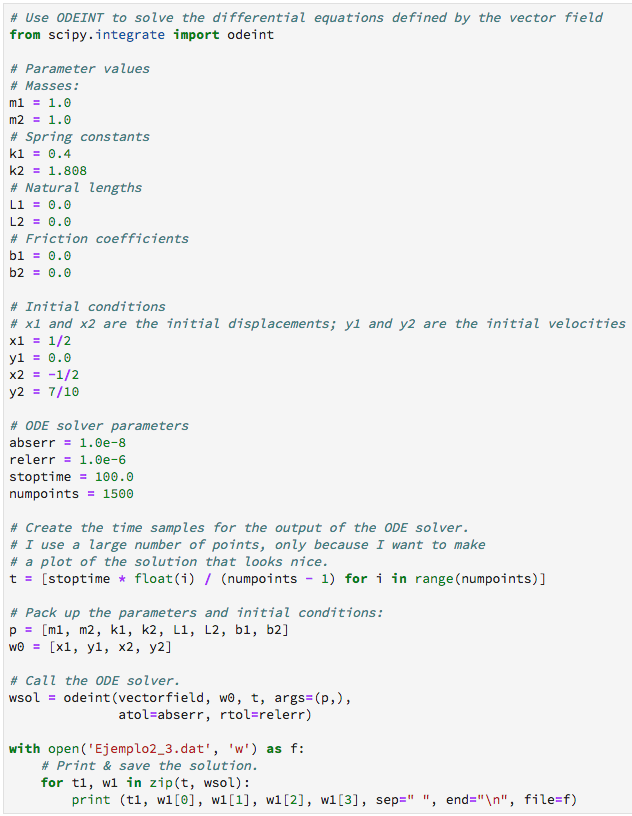 # Use ODEINT to solve the differential equations defined by the vector field
from scipy.integrate import odeint

# Parameter values
# Masses:
m1 = 1.0
m2 = 1.0
# Spring constants
k1 = 0.4
k2 = 1.808
# Natural lengths
L1 = 0.0
L2 = 0.0
# Friction coefficients
b1 = 0.0
b2 = 0.0

# Initial conditions
# x1 and x2 are the initial displacements; y1 and y2 are the initial velocities
x1 = 1/2
y1 = 0.0
x2 = -1/2
y2 = 7/10

# ODE solver parameters
abserr = 1.0e-8
relerr = 1.0e-6
stoptime = 100.0
numpoints = 1500

# Create the time samples for the output of the ODE solver.
# I use a large number of points, only because I want to make
# a plot of the solution that looks nice.
t = [stoptime * float(i) / (numpoints - 1) for i in range(numpoints)]

# Pack up the parameters and initial conditions:
p = [m1, m2, k1, k2, L1, L2, b1, b2]
w0 = [x1, y1, x2, y2]

# Call the ODE solver.
wsol = odeint(vectorfield, w0, t, args=(p,),
              atol=abserr, rtol=relerr)

with open('Ejemplo2_3.dat', 'w') as f:
    # Print & save the solution.
    for t1, w1 in zip(t, wsol):
        print (t1, w1[0], w1[1], w1[2], w1[3], sep=" ", end="\n", file=f)